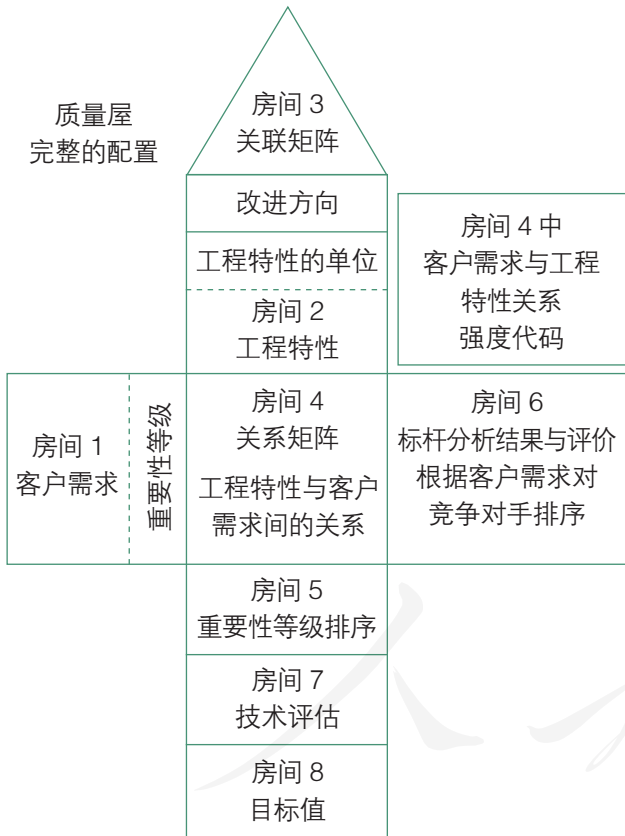 质量屋
完整的配置
房间 3
关联矩阵
改进方向
工程特性的单位
房间 2
工程特性
房间 4 中
客户需求与工程
特性关系
强度代码
房间 1
客户需求
重要性等级
房间 4
关系矩阵
工程特性与客户
需求间的关系
房间 6
标杆分析结果与评价
根据客户需求对
竞争对手排序
房间 5
重要性等级排序
房间 7
技术评估
房间 8
目标值